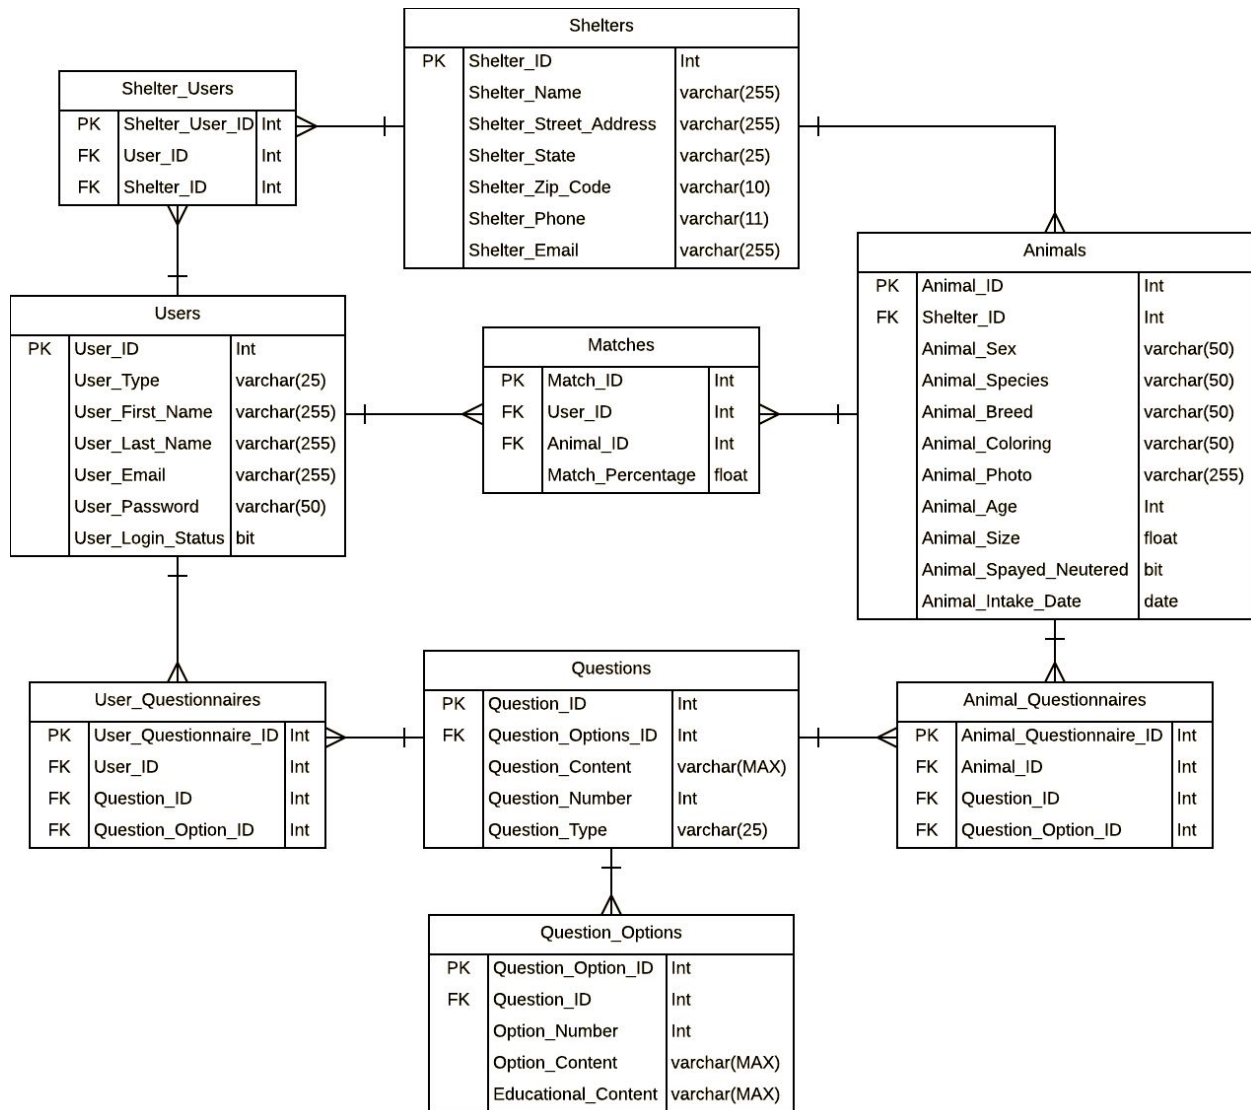 Shelters
PK Shelter_ID Int
Shelter_Name varchar(255)
Shelter_Street_Address varchar(255)
Shelter_State varchar(25)
Shelter_Zip_Code varchar(10)
Shelter_Phone varchar(11)
Shelter_Email varchar(255)
Shelter_Users
PK Shelter_User_ID Int
FK User_ID Int
FK Shelter_ID Int
Animals
PK Animal_ID Int
FK Shelter_ID Int
Animal_Sex varchar(50)
Animal_Species varchar(50)
Animal_Breed varchar(50)
Animal_Coloring varchar(50)
Animal_Photo varchar(255)
Animal_Age Int
Animal_Size float
Animal_Spayed_Neutered bit
Animal_Intake_Date date
Users
PK User_ID Int
User_Type varchar(25)
User_First_Name varchar(255)
User_Last_Name varchar(255)
User_Email varchar(255)
User_Password varchar(50)
User_Login_Status bit
Matches
PK Match_ID Int
FK User_ID Int
FK Animal_ID Int
Match_Percentage float
User_Questionnaires
PK User_Questionnaire_ID Int
FK User_ID Int
FK Question_ID Int
FK Question_Option_ID Int
Questions
PK Question_ID Int
FK Question_Options_ID Int
Question_Content varchar(MAX)
Question_Number Int
Question_Type varchar(25)
Animal_Questionnaires
PK Animal_Questionnaire_ID Int
FK Animal_ID Int
FK Question_ID Int
FK Question_Option_ID Int
Question_Options
PK Question_Option_ID Int
FK Question_ID Int
Option_Number Int
Option_Content varchar(MAX)
Educational_Content varchar(MAX)